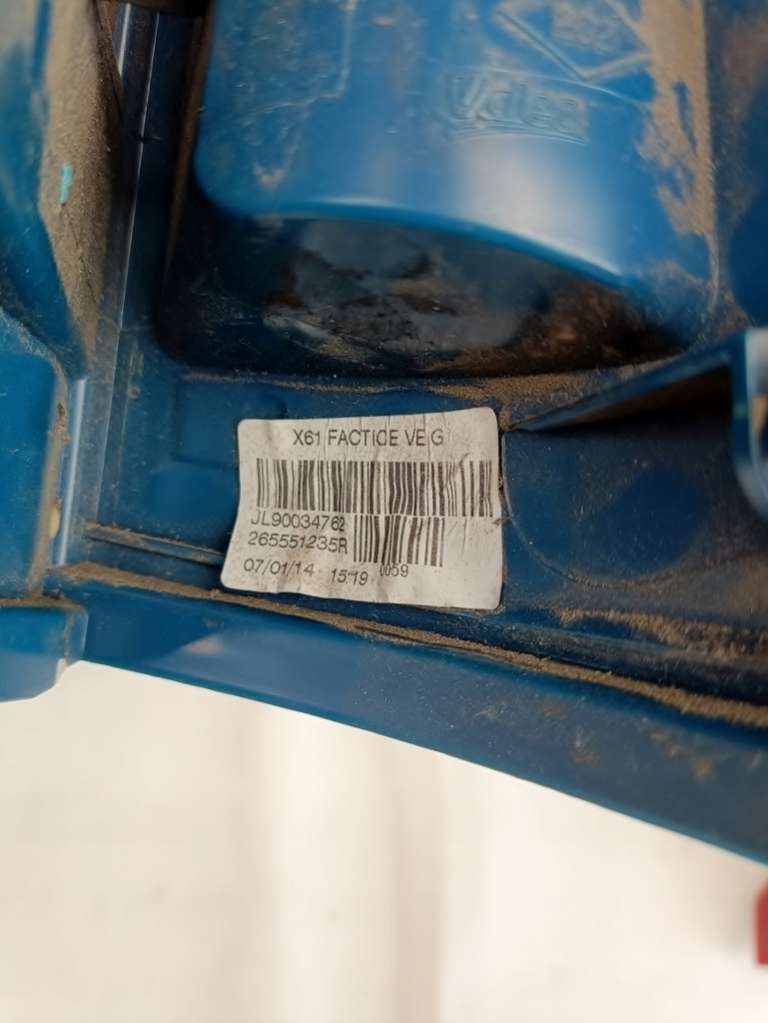 Valeo
X61 FACTICE VE G
JL90034762
265551235R
07/01/14 15:19 0059